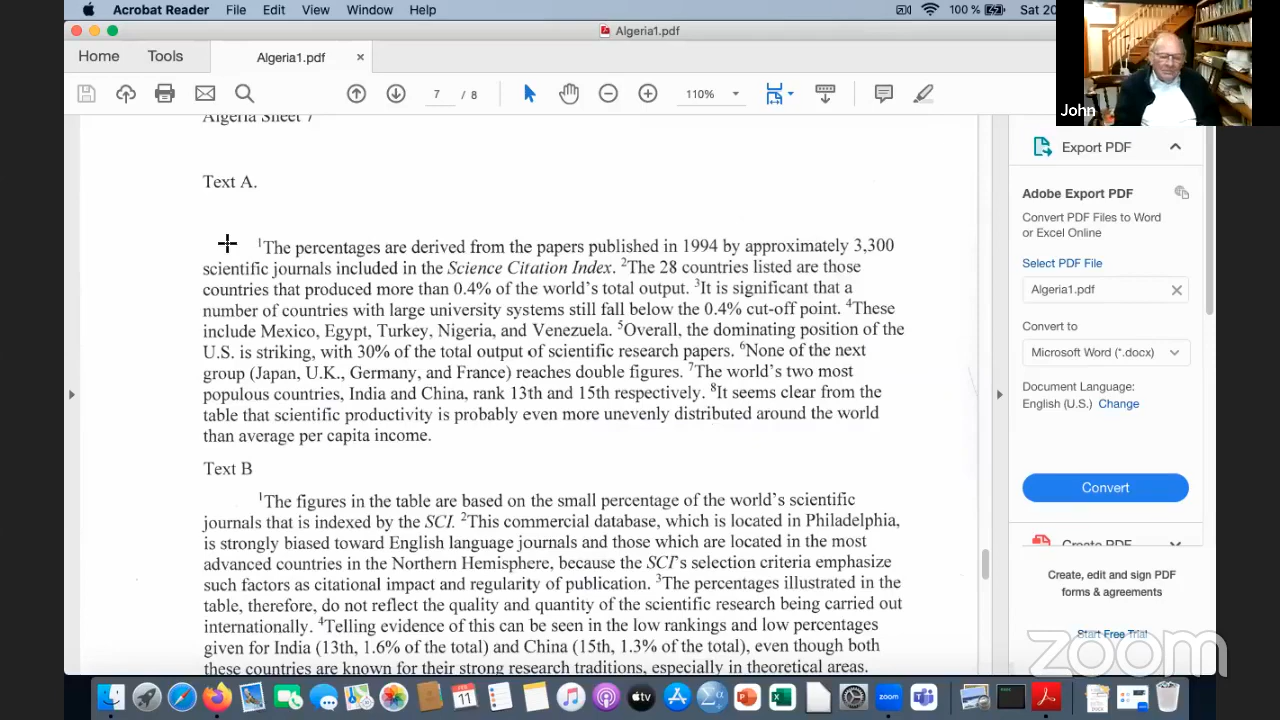 Acrobat Reader File Edit View Window Help 100 % Sat 20
Algeria1.pdf
Home Tools Algeria1.pdf ×
7 / 8 110%
John
Algeria Sheet 7
Text A.
1The percentages are derived from the papers published in 1994 by approximately 3,300
scientific journals included in the Science Citation Index. 2The 28 countries listed are those
countries that produced more than 0.4% of the world's total output. 3It is significant that a
number of countries with large university systems still fall below the 0.4% cut-off point. 4These
include Mexico, Egypt, Turkey, Nigeria, and Venezuela. 5Overall, the dominating position of the
U.S. is striking, with 30% of the total output of scientific research papers. 6None of the next
group (Japan, U.K., Germany, and France) reaches double figures. 7The world's two most
populous countries, India and China, rank 13th and 15th respectively. 8It seems clear from the
table that scientific productivity is probably even more unevenly distributed around the world
than average per capita income.
Text B
1The figures in the table are based on the small percentage of the world's scientific
journals that is indexed by the SCI. 2This commercial database, which is located in Philadelphia,
is strongly biased toward English language journals and those which are located in the most
advanced countries in the Northern Hemisphere, because the SCI's selection criteria emphasize
such factors as citational impact and regularity of publication. 3The percentages illustrated in the
table, therefore, do not reflect the quality and quantity of the scientific research being carried out
internationally. 4Telling evidence of this can be seen in the low rankings and low percentages
given for India (13th, 1.6% of the total) and China (15th, 1.3% of the total), even though both
these countries are known for their strong research traditions, especially in theoretical areas.
Export PDF
Adobe Export PDF
Convert PDF Files to Word
or Excel Online
Select PDF File
Algeria1.pdf
Convert to
Microsoft Word (*.docx)
Document Language:
English (U.S.) Change
Convert
Create PDF
Create, edit and sign PDF
forms & agreements
Start Free Trial
zoom
JUN
11
tv
zoom